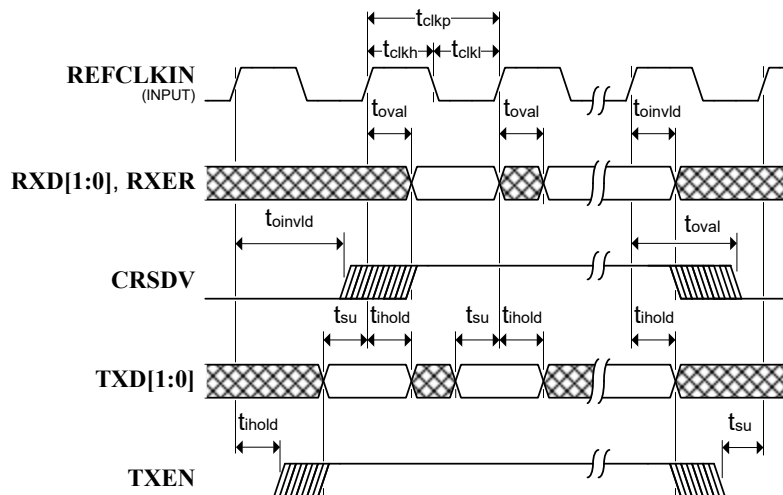 tclkp
tclkh tclkl
REFCLKIN
(INPUT)
toval toval toinvld
RXD[1:0], RXER
toinvld toval
CRSDV
tsu tihold tsu tihold tihold
TXD[1:0]
tihold tsu
TXEN